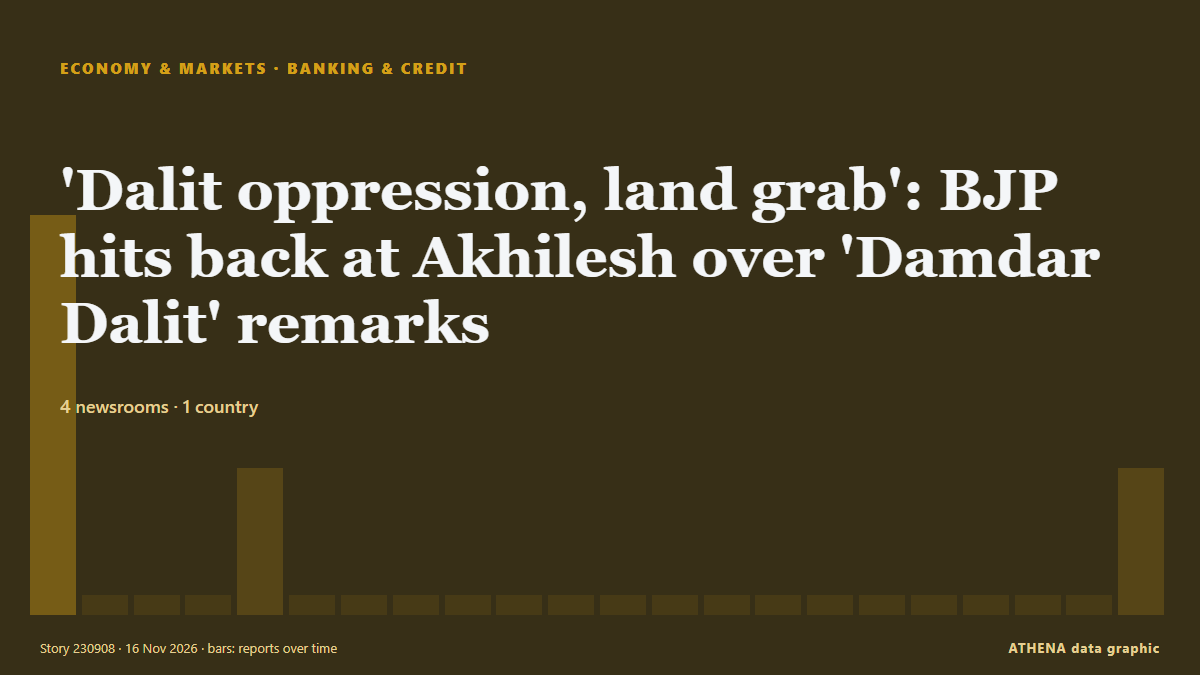 ECONOMY & MARKETS · BANKING & CREDIT
'Dalit oppression, land grab': BJP
hits back at Akhilesh over 'Damdar
Dalit' remarks
4 newsrooms · 1 country
Story 230908 · 16 Nov 2026 · bars: reports over time
ATHENA data graphic